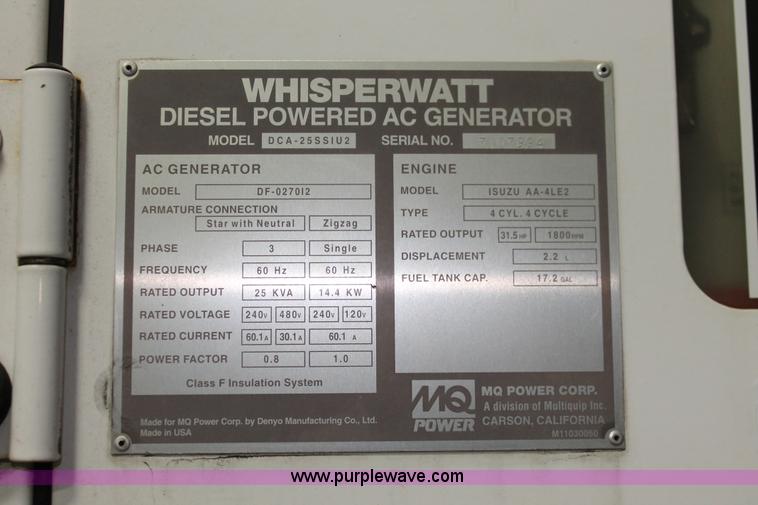 WHISPERWATT
DIESEL POWERED AC GENERATOR
MODEL DCA-25SSIU2 SERIAL NO.
AC GENERATOR
MODEL DF-0270I2
ARMATURE CONNECTION
Star with Neutral Zigzag
PHASE 3 Single
FREQUENCY 60 Hz 60 Hz
RATED OUTPUT 25 KVA 14.4 KW
RATED VOLTAGE 240V 480V 240V 120V
RATED CURRENT 60.1A 30.1A 60.1 A
POWER FACTOR 0.8 1.0
Class F Insulation System
ENGINE
MODEL ISUZU AA-4LE2
TYPE 4 CYL. 4 CYCLE
RATED OUTPUT 31.5 HP 1800 RPM
DISPLACEMENT 2.2 L
FUEL TANK CAP. 17.2 GAL
Made for MQ Power Corp. by Denyo Manufacturing Co., Ltd.
Made in USA
MQ
POWER
MQ POWER CORP.
A division of Multiquip Inc.
CARSON, CALIFORNIA
M11030050
www.purplewave.com